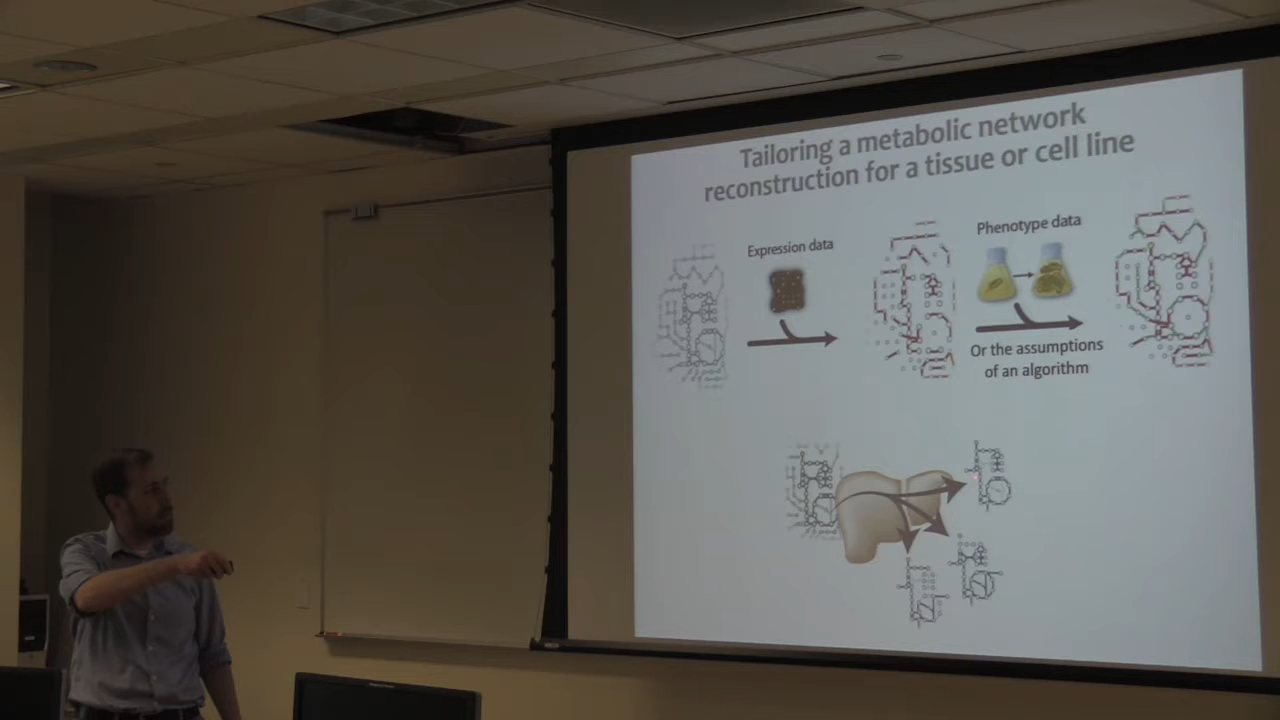 Tailoring a metabolic network
reconstruction for a tissue or cell line
Expression data
Phenotype data
Or the assumptions
of an algorithm